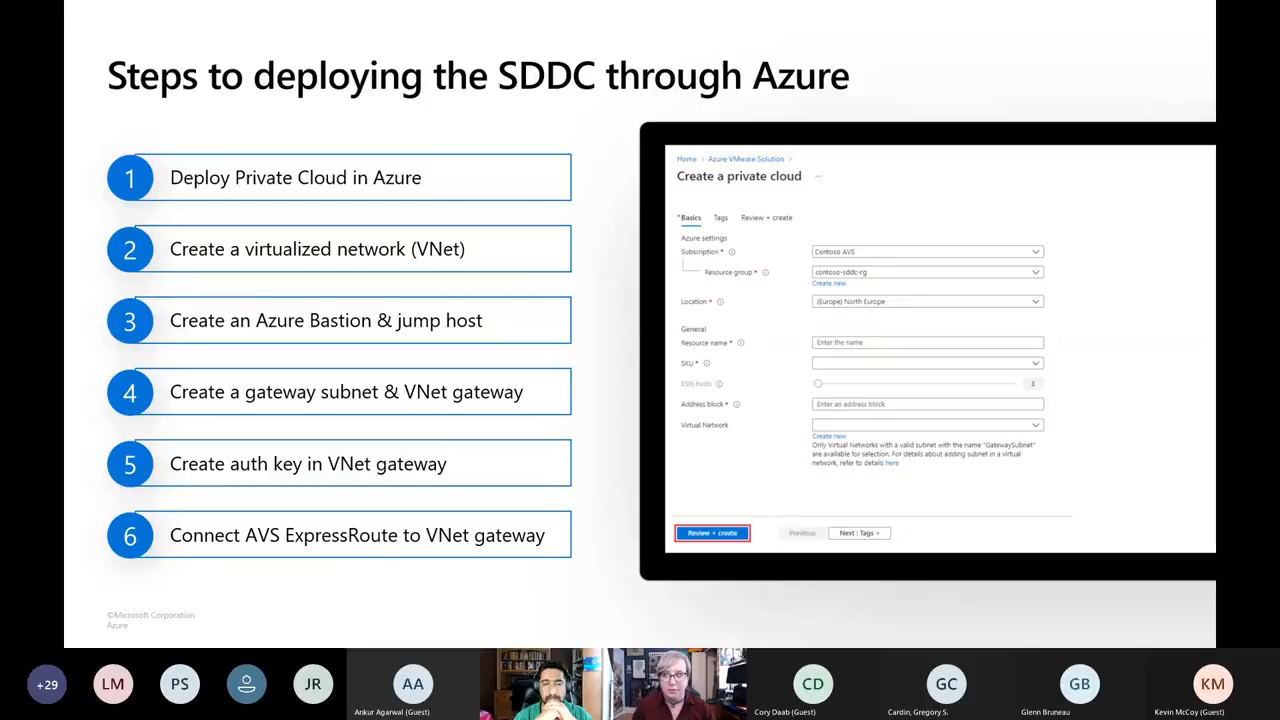 Steps to deploying the SDDC through Azure
1 Deploy Private Cloud in Azure
2 Create a virtualized network (VNet)
3 Create an Azure Bastion & jump host
4 Create a gateway subnet & VNet gateway
5 Create auth key in VNet gateway
6 Connect AVS ExpressRoute to VNet gateway
©Microsoft Corporation
Azure
Home > Azure VMware Solution >
Create a private cloud ...
* Basics Tags Review + create
Azure settings
Subscription * Contoso AVS
Resource group * contoso-sddc-rg
Create new
Location * (Europe) North Europe
General
Resource name * Enter the name
SKU *
ESXi hosts 3
Address block * Enter an address block
Virtual Network
Create new
Only Virtual Networks with a valid subnet with the name "GatewaySubnet"
are available for selection. For details about adding subnet in a virtual
network, refer to details here
Review + create Previous Next : Tags >
+29 LM PS JR AA CD GC GB KM
Ankur Agarwal (Guest) Cory Daab (Guest) Cardin, Gregory S. Glenn Bruneau Kevin McCoy (Guest)